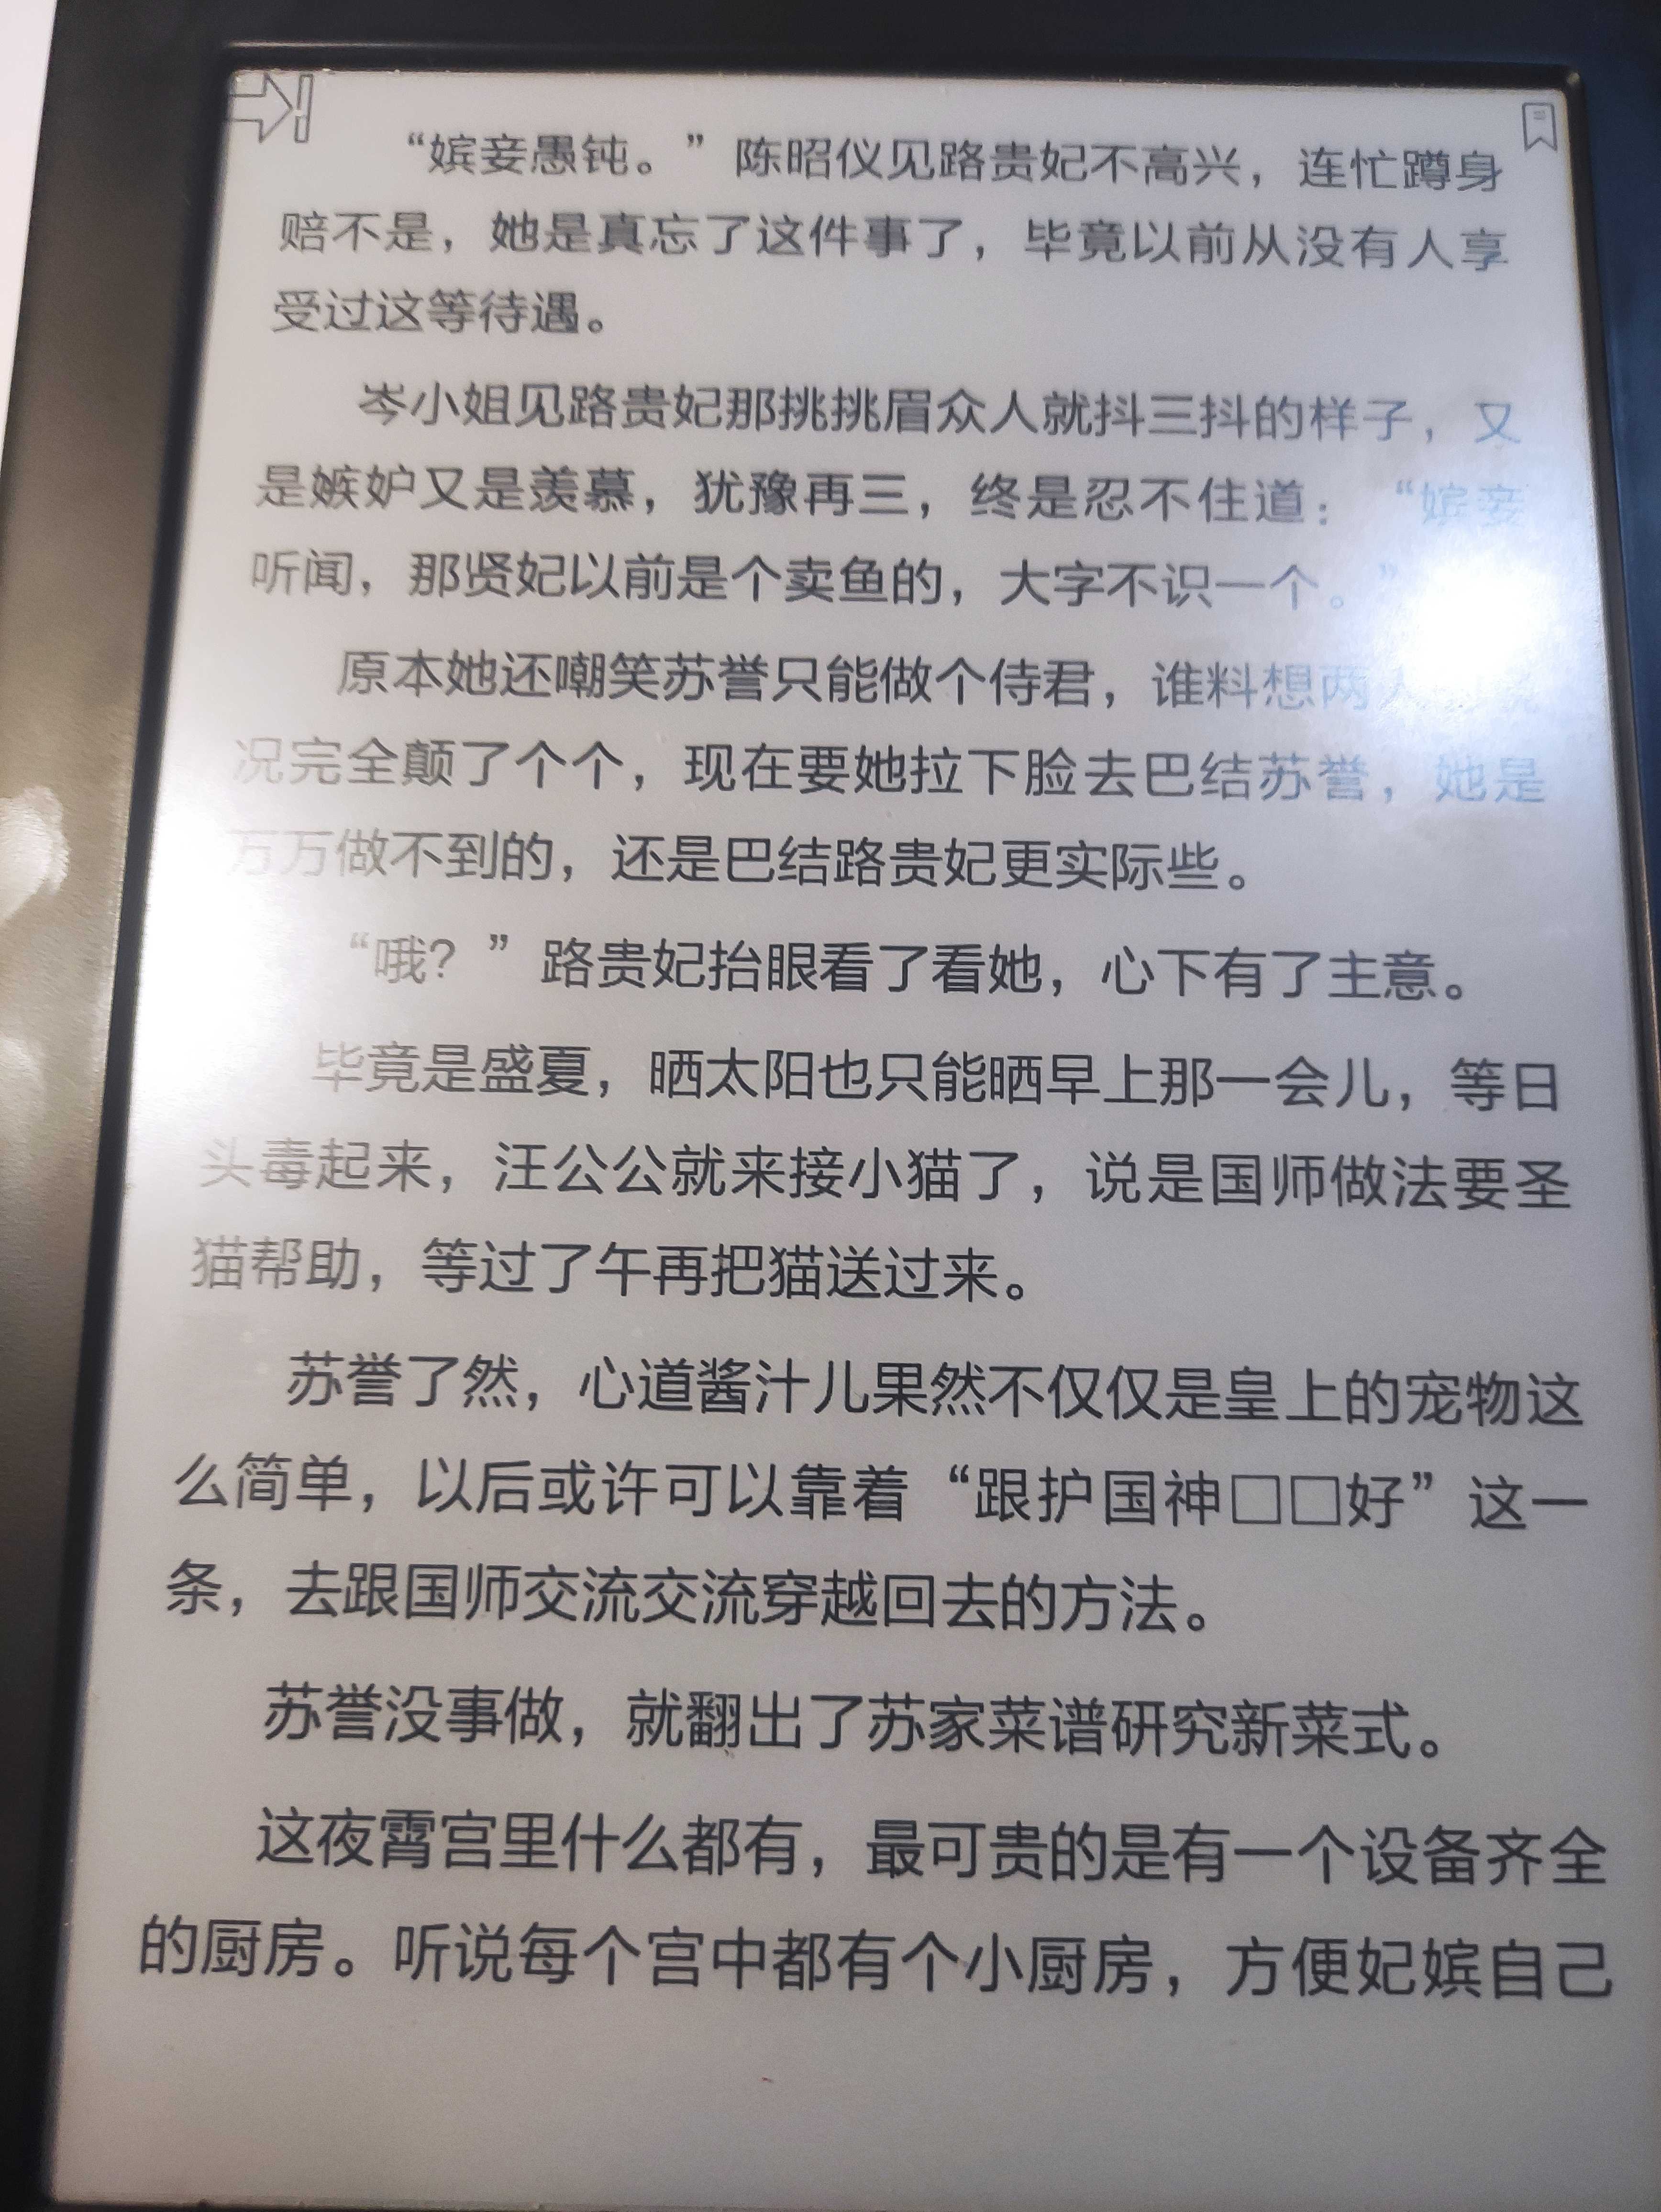 “嫔妾愚钝。”陈昭仪见路贵妃不高兴，连忙蹲身
赔不是，她是真忘了这件事了，毕竟以前从没有人享
受过这等待遇。
岑小姐见路贵妃那挑挑眉众人就抖三抖的样子，又
是嫉妒又是羡慕，犹豫再三，终是忍不住道：“嫔妾
听闻，那贤妃以前是个卖鱼的，大字不识一个。”
原本她还嘲笑苏誉只能做个侍君，谁料想两人
况完全颠了个个，现在要她拉下脸去巴结苏誉，她是
万万做不到的，还是巴结路贵妃更实际些。
“哦？”路贵妃抬眼看了看她，心下有了主意。
毕竟是盛夏，晒太阳也只能晒早上那一会儿，等日
头毒起来，汪公公就来接小猫了，说是国师做法要圣
猫帮助，等过了午再把猫送过来。
苏誉了然，心道酱汁儿果然不仅仅是皇上的宠物这
么简单，以后或许可以靠着“跟护国神□□好”这一
条，去跟国师交流交流穿越回去的方法。
苏誉没事做，就翻出了苏家菜谱研究新菜式。
这夜霄宫里什么都有，最可贵的是有一个设备齐全
的厨房。听说每个宫中都有个小厨房，方便妃嫔自己